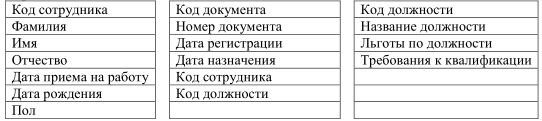 Код сотрудника
Фамилия
Имя
Отчество
Дата приема на работу
Дата рождения
Пол
Код документа
Номер документа
Дата регистрации
Дата назначения
Код сотрудника
Код должности
Код должности
Название должности
Льготы по должности
Требования к квалификации